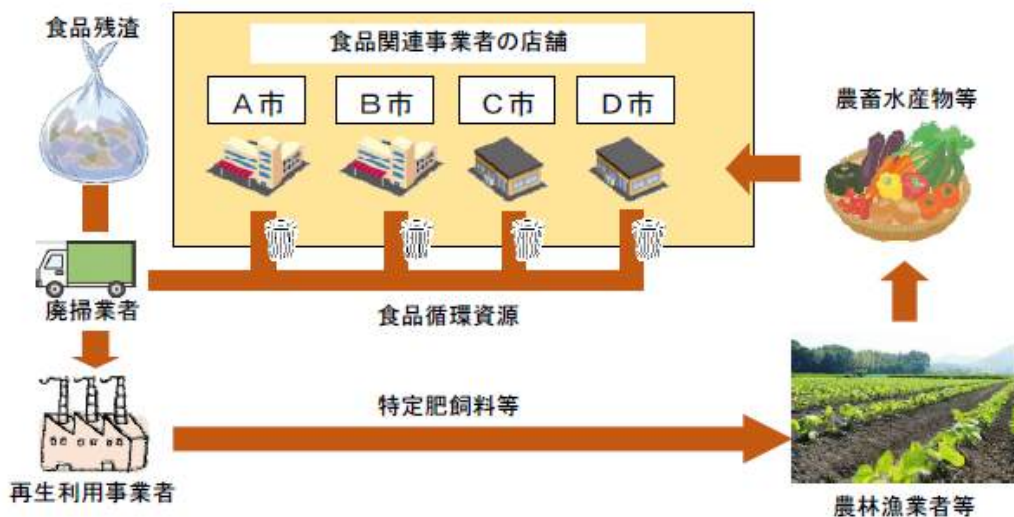 食品残渣
食品関連事業者の店舗
A市
B市
C市
D市
農畜水産物等
廃掃業者
食品循環資源
特定肥飼料等
再生利用事業者
農林漁業者等